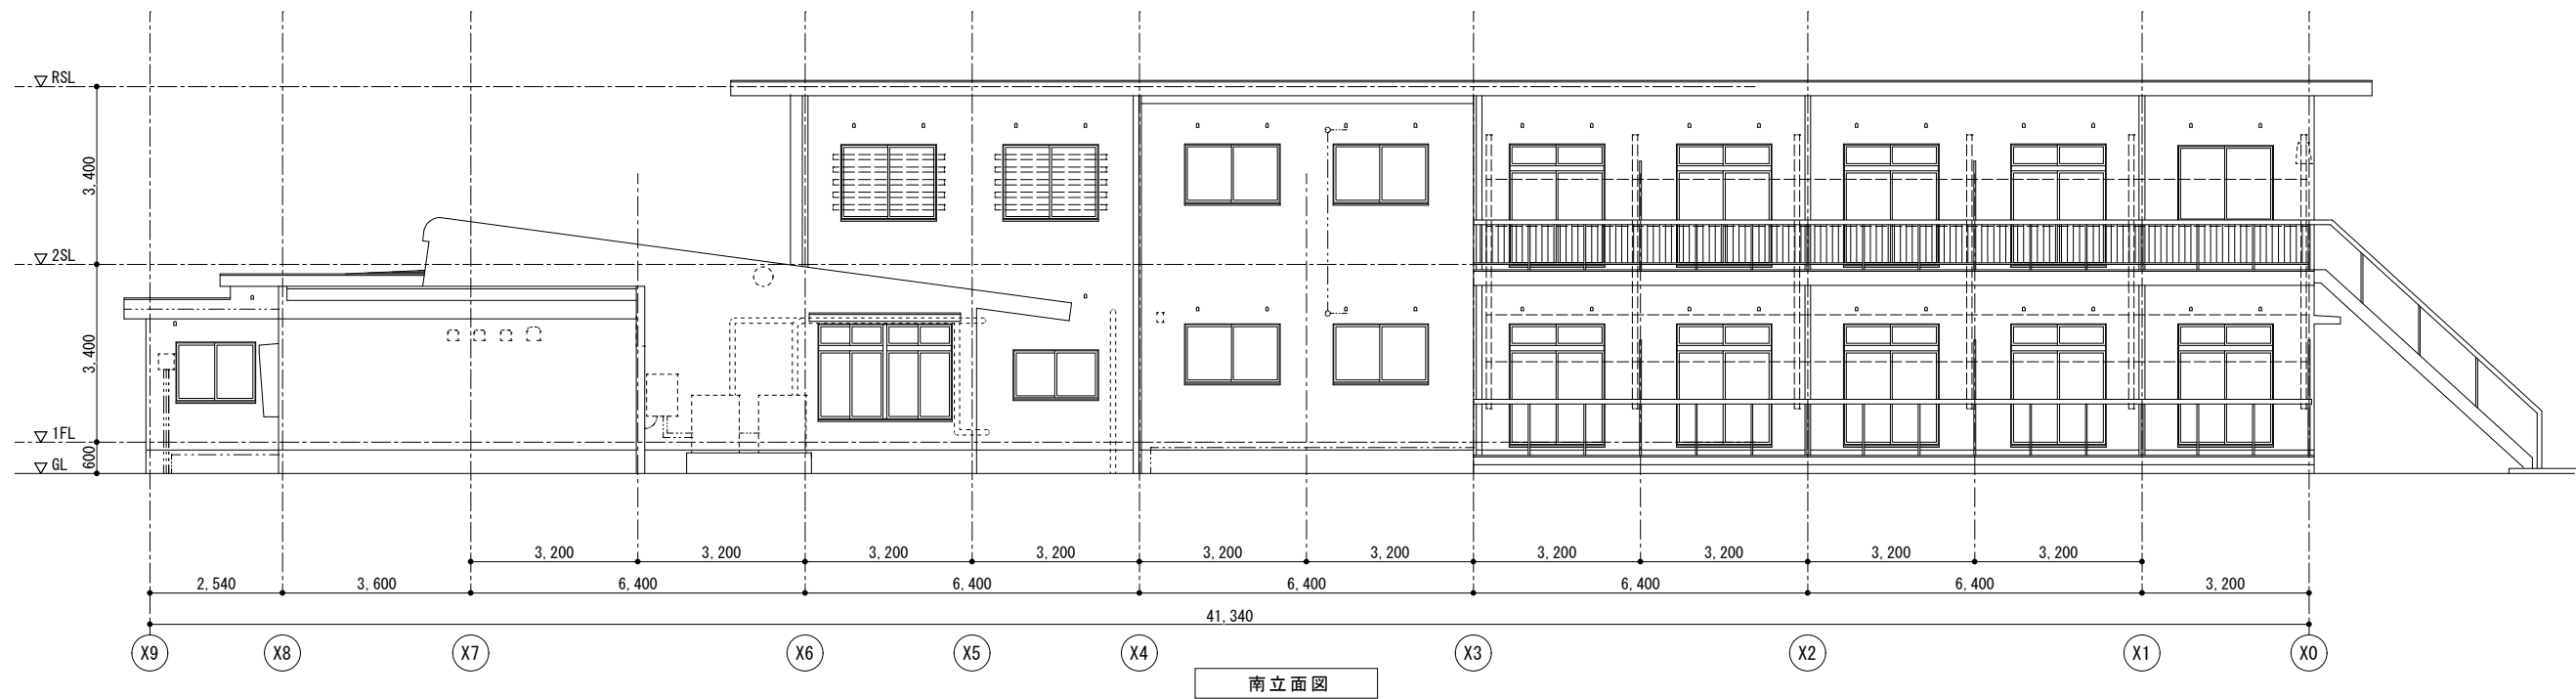 RSL
3,400
2SL
3,400
1FL
600
GL
3,200 3,200 3,200 3,200 3,200 3,200 3,200 3,200 3,200 3,200
2,540 3,600 6,400 6,400 6,400 6,400 6,400 3,200
41,340
X9 X8 X7 X6 X5 X4 X3 X2 X1 X0
南立面図